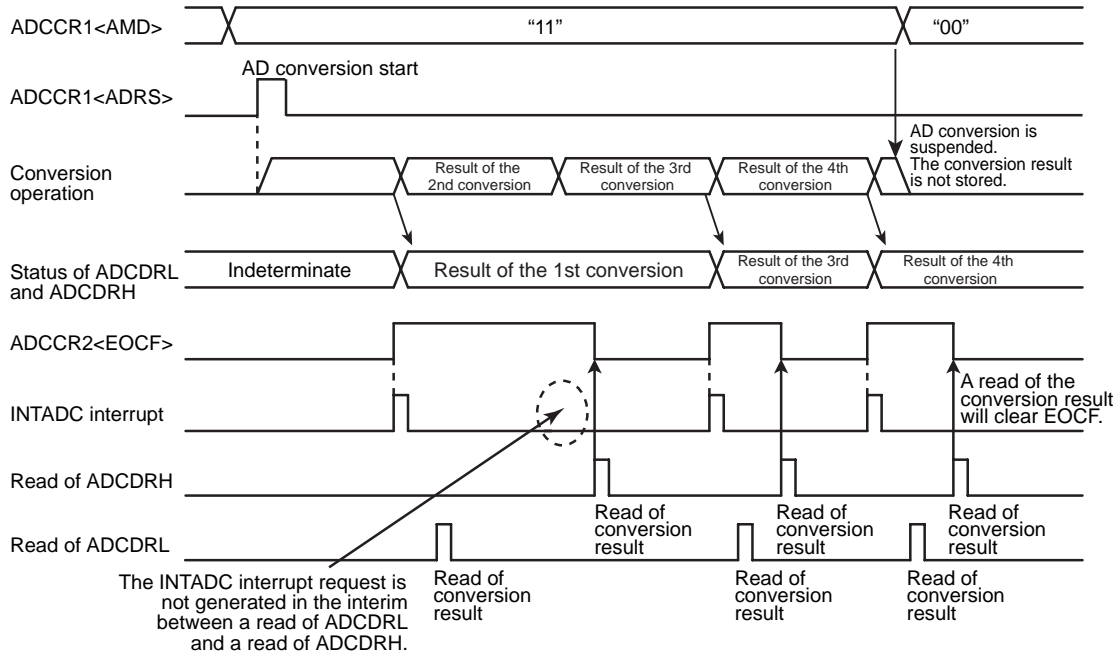 ADCCR1<AMD>
“11”
“00”
AD conversion start
ADCCR1<ADRS>
AD conversion is
suspended.
The conversion result
is not stored.
Conversion
operation
Result of the
2nd conversion
Result of the 3rd
conversion
Result of the 4th
conversion
Status of ADCDRL
and ADCDRH
Indeterminate
Result of the 1st conversion
Result of the 3rd
conversion
Result of the 4th
conversion
ADCCR2<EOCF>
INTADC interrupt
A read of the
conversion result
will clear EOCF.
Read of ADCDRH
Read of
conversion
result
Read of
conversion
result
Read of
conversion
result
Read of ADCDRL
The INTADC interrupt request is
not generated in the interim
between a read of ADCDRL
and a read of ADCDRH.
Read of
conversion
result
Read of
conversion
result
Read of
conversion
result